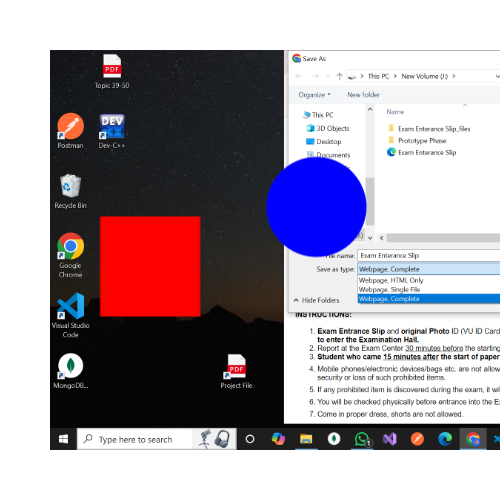 Save As
This PC > New Volume (I:) >
Organize
New folder
PDF
Topic 39-50
DEV
C++
Postman
Dev-C++
Recycle Bin
Google
Chrome
Visual Studio
Code
MongoDB...
PDF
Project File
This PC
3D Objects
Desktop
Documents
Name
Exam Enterance Slip_files
Prototype Phase
Exam Enterance Slip
File name:
Exam Enterance Slip
Save as type:
Webpage, Complete
Webpage, HTML Only
Webpage, Single File
Webpage, Complete
Hide Folders
INSTRUCTIONS:
1. Exam Entrance Slip and original Photo ID (VU ID Card
to enter the Examination Hall.
2. Report at the Exam Center 30 minutes before the starting
3. Student who came 15 minutes after the start of paper
4. Mobile phones/electronic devices/bags etc. are not allow
security or loss of such prohibited items.
5. If any prohibited item is discovered during the exam, it wi
6. You will be checked physically before entrance into the E
7. Come in proper dress, shorts are not allowed.
Type here to search